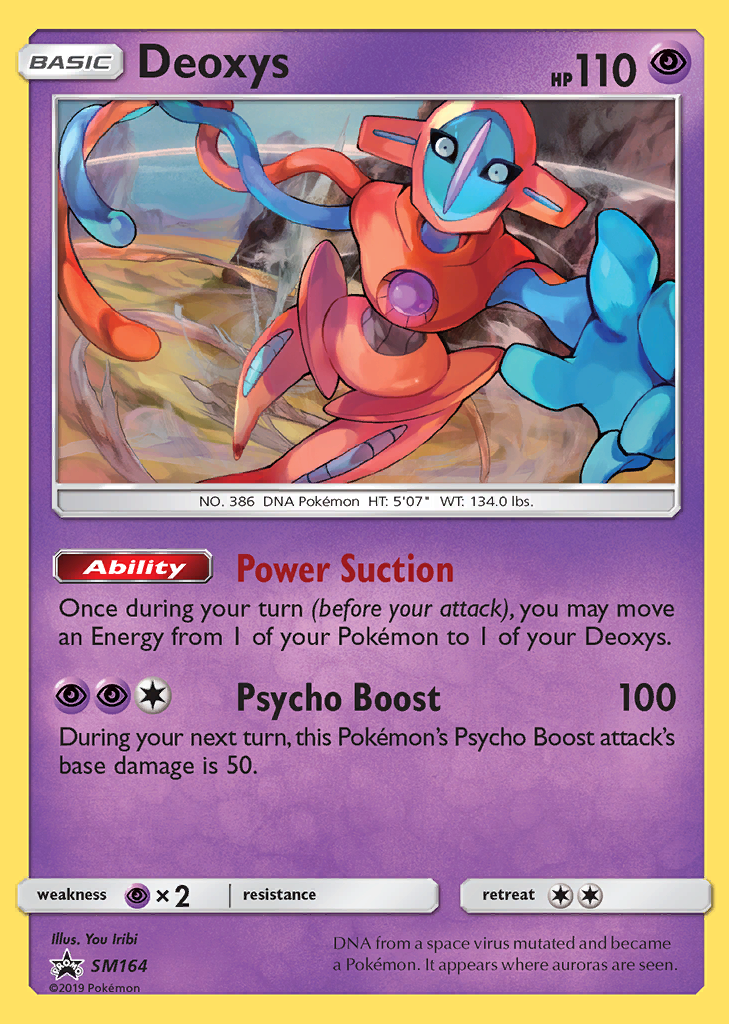 BASIC Deoxys HP 110
NO. 386 DNA Pokémon HT: 5'07" WT: 134.0 lbs.
Ability Power Suction
Once during your turn (before your attack), you may move
an Energy from 1 of your Pokémon to 1 of your Deoxys.
Psycho Boost 100
During your next turn, this Pokémon's Psycho Boost attack's
base damage is 50.
weakness × 2 resistance retreat
Illus. You Iribi
PROMO SM164
©2019 Pokémon
DNA from a space virus mutated and became
a Pokémon. It appears where auroras are seen.